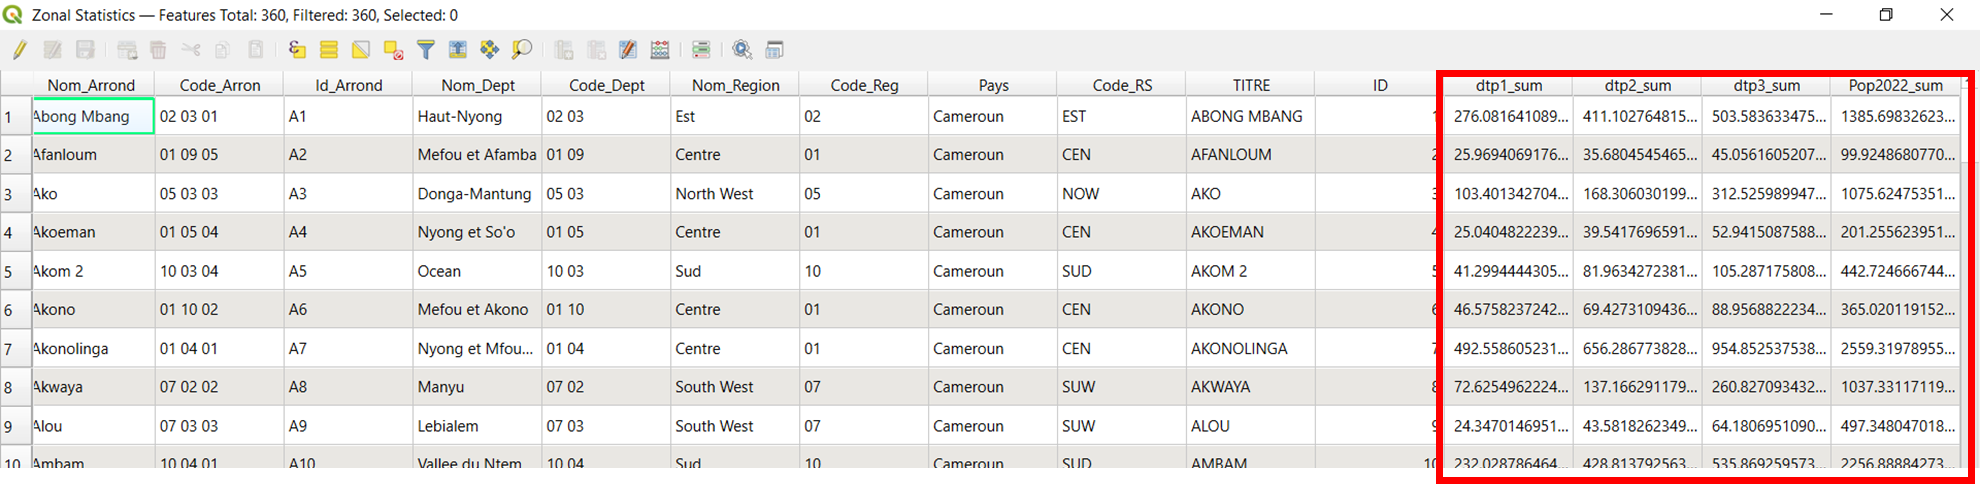 Zonal Statistics — Features Total: 360, Filtered: 360, Selected: 0
Nom_Arrond Code_Arron Id_Arrond Nom_Dept Code_Dept Nom_Region Code_Reg Pays Code_RS TITRE ID dtp1_sum dtp2_sum dtp3_sum Pop2022_sum
1 Abong Mbang 02 03 01 A1 Haut-Nyong 02 03 Est 02 Cameroun EST ABONG MBANG 1 276.081641089... 411.102764815... 503.583633475... 1385.69832623...
2 Afanloum 01 09 05 A2 Mefou et Afamba 01 09 Centre 01 Cameroun CEN AFANLOUM 2 25.9694069176... 35.6804545465... 45.0561605207... 99.9248680770...
3 Ako 05 03 03 A3 Donga-Mantung 05 03 North West 05 Cameroun NOW AKO 3 103.401342704... 168.306030199... 312.525989947... 1075.62475351...
4 Akoeman 01 05 04 A4 Nyong et So'o 01 05 Centre 01 Cameroun CEN AKOEMAN 4 25.0404822239... 39.5417696591... 52.9415087588... 201.255623951...
5 Akom 2 10 03 04 A5 Ocean 10 03 Sud 10 Cameroun SUD AKOM 2 5 41.2994444305... 81.9634272381... 105.287175808... 442.724666744...
6 Akono 01 10 02 A6 Mefou et Akono 01 10 Centre 01 Cameroun CEN AKONO 6 46.5758237242... 69.4273109436... 88.9568822234... 365.020119152...
7 Akonolinga 01 04 01 A7 Nyong et Mfou... 01 04 Centre 01 Cameroun CEN AKONOLINGA 7 492.558605231... 656.286773828... 954.852537538... 2559.31978955...
8 Akwaya 07 02 02 A8 Manyu 07 02 South West 07 Cameroun SUW AKWAYA 8 72.6254962224... 137.166291179... 260.827093432... 1037.33117119...
9 Alou 07 03 03 A9 Lebialem 07 03 South West 07 Cameroun SUW ALOU 9 24.3470146951... 43.5818262349... 64.1806951090... 497.348047018...
10 Ambam 10 04 01 A10 Vallee du Ntem 10 04 Sud 10 Cameroun SUD AMBAM 10 232.028786464... 428.813792563... 535.869259573... 2256.88884273...